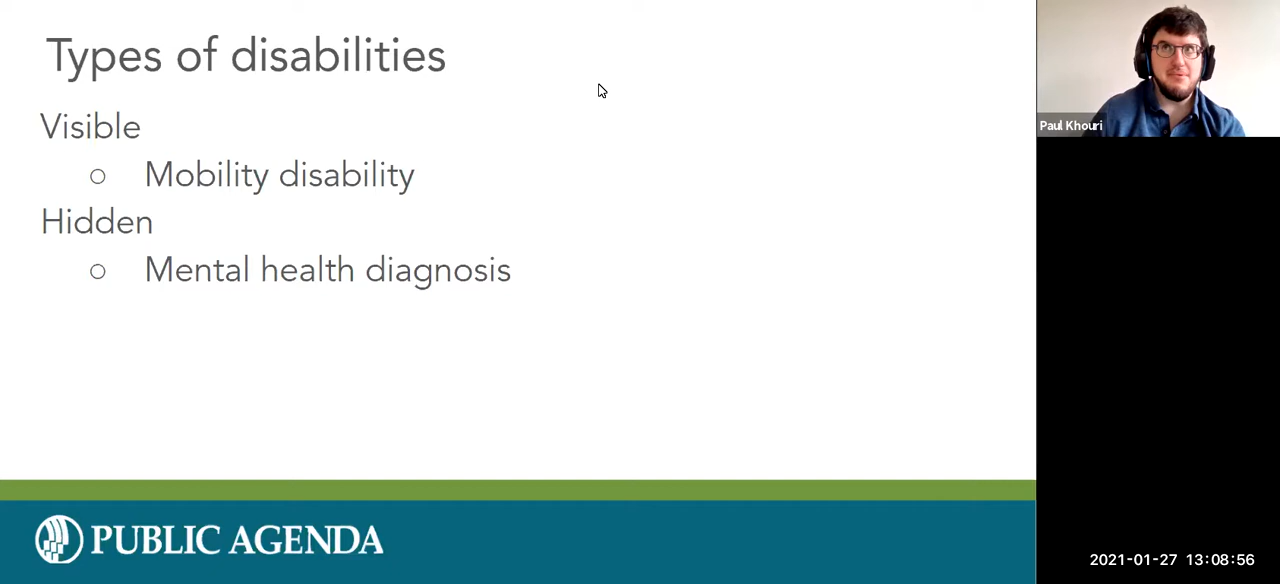 Types of disabilities
Visible
○ Mobility disability
Hidden
○ Mental health diagnosis
PUBLIC AGENDA
Paul Khouri
2021-01-27 13:08:56